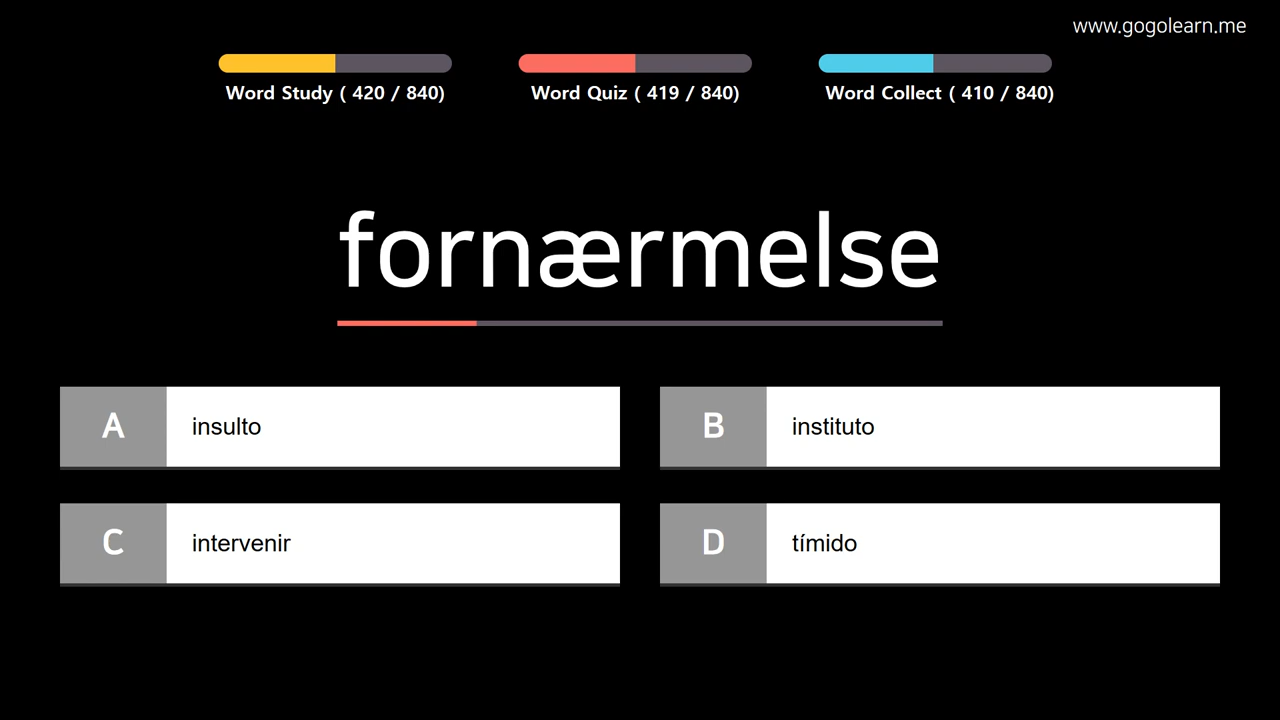 www.gogolearn.me
Word Study ( 420 / 840)
Word Quiz ( 419 / 840)
Word Collect ( 410 / 840)
fornærmelse
A insulto
B instituto
C intervenir
D tímido